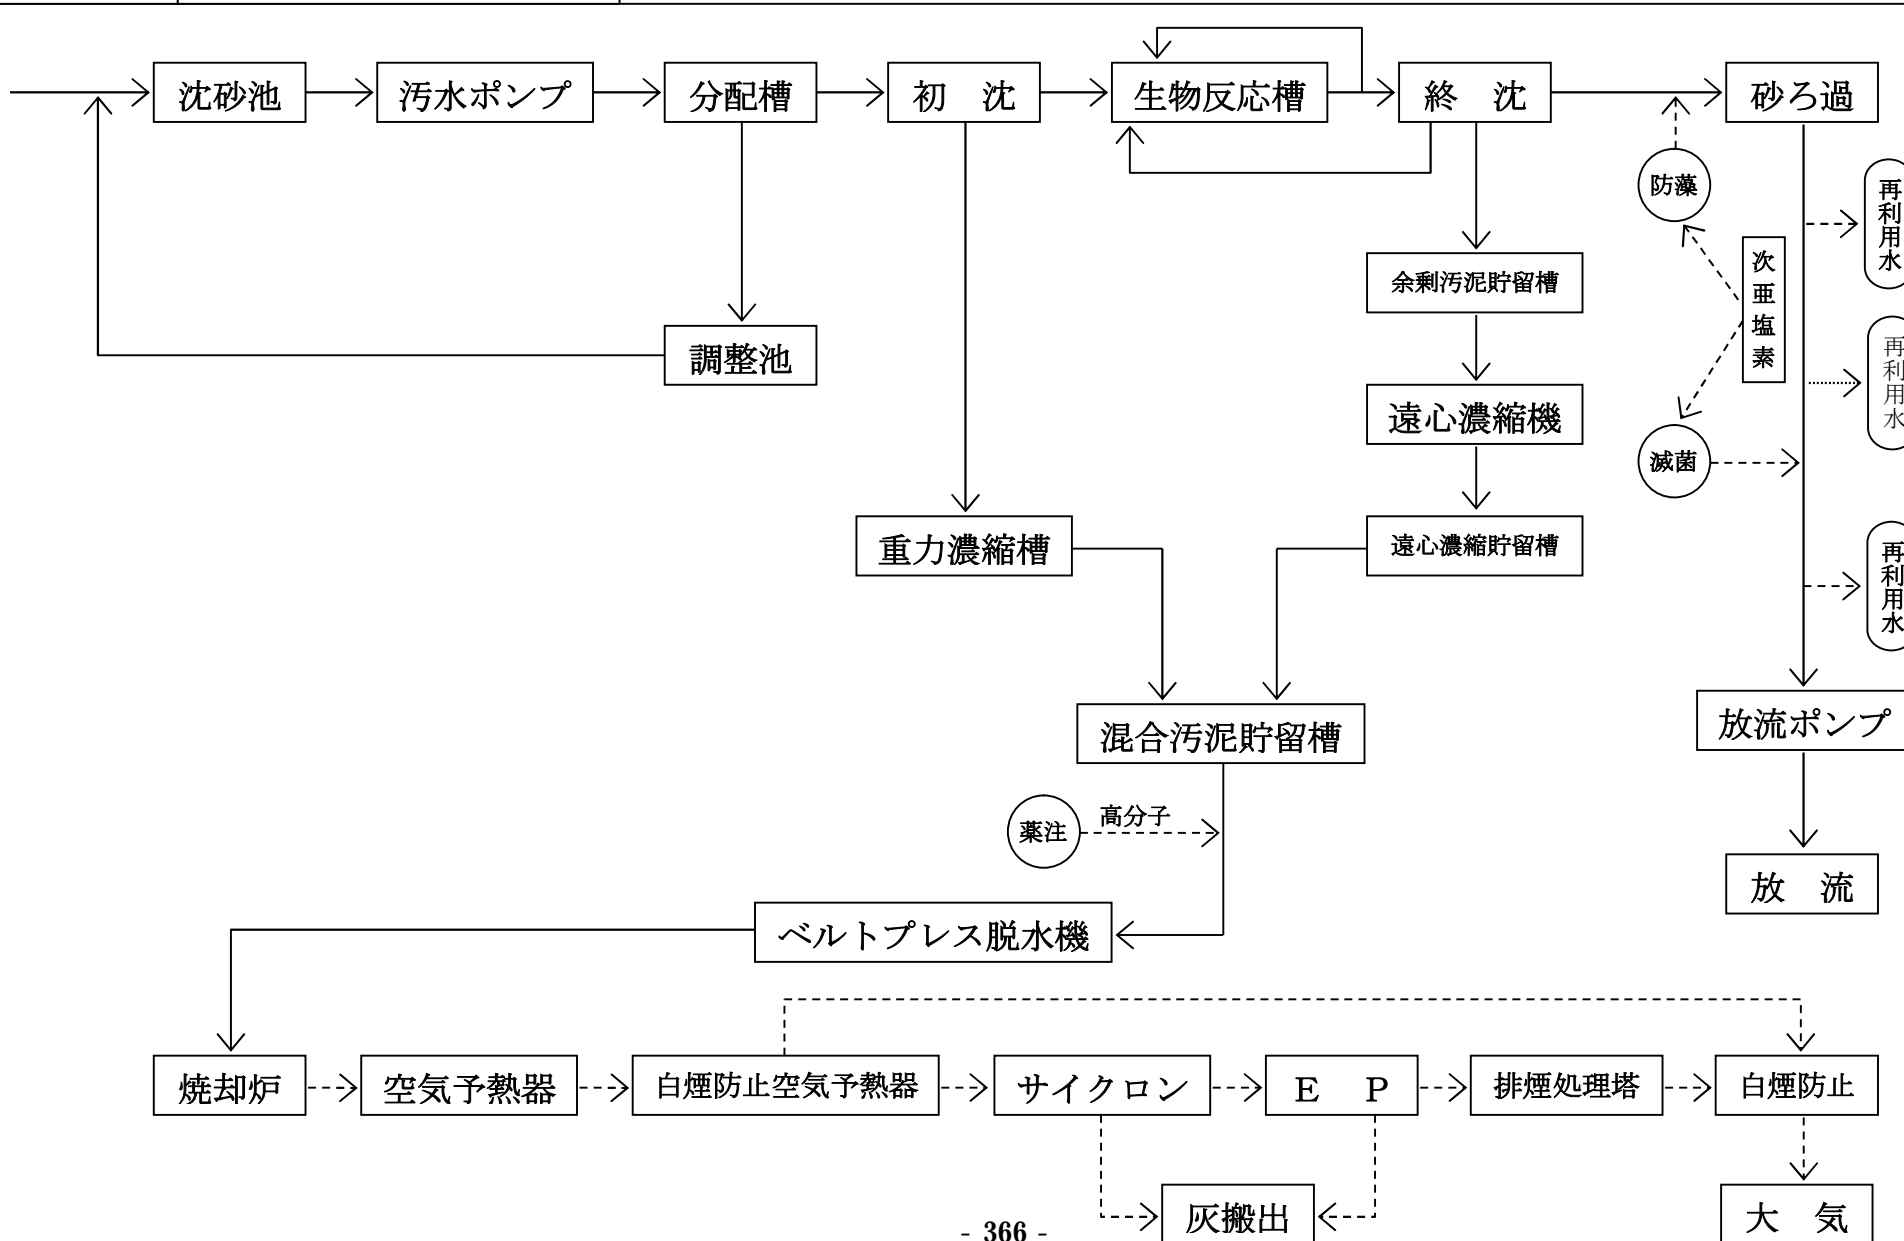 沈砂池
汚水ポンプ
分配槽
初　沈
生物反応槽
終　沈
砂ろ過
防藻
次亜塩素
再利用水
余剰汚泥貯留槽
再利用水
調整池
遠心濃縮機
滅菌
重力濃縮槽
遠心濃縮貯留槽
再利用水
混合汚泥貯留槽
放流ポンプ
薬注
高分子
放　流
ベルトプレス脱水機
焼却炉
空気予熱器
白煙防止空気予熱器
サイクロン
Ｅ　Ｐ
排煙処理塔
白煙防止
灰搬出
大　気
- 366 -